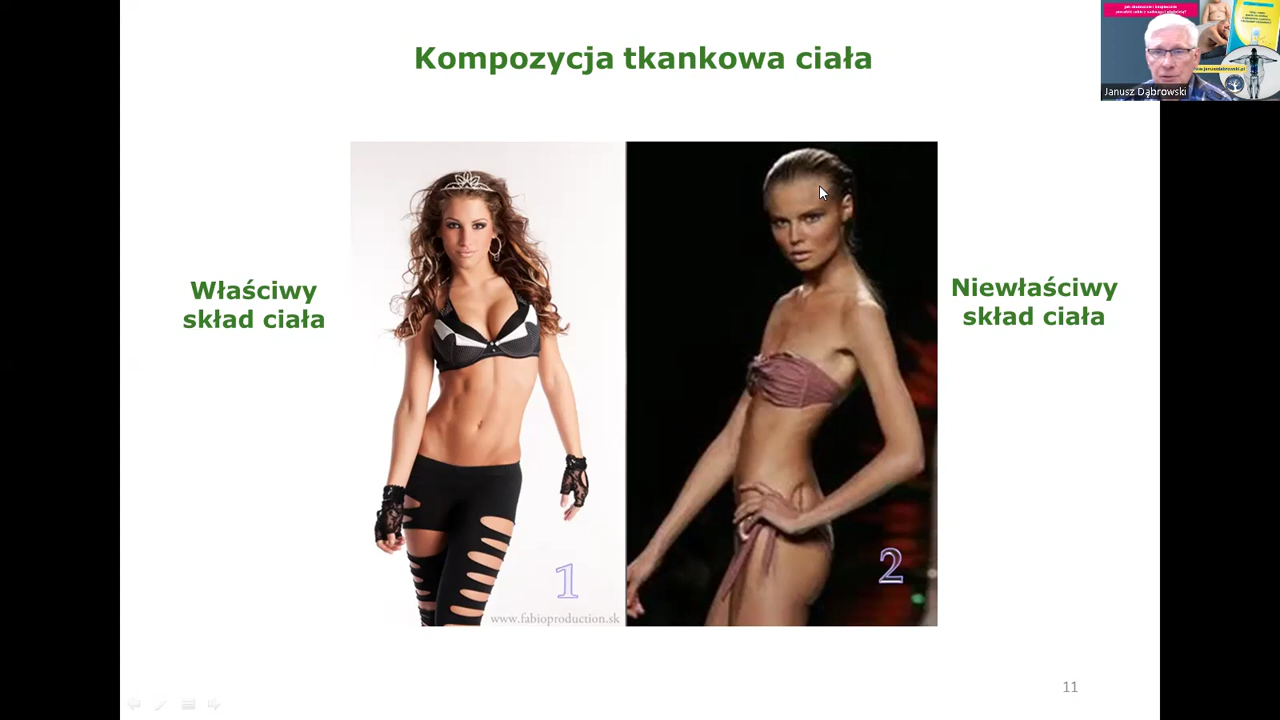 Kompozycja tkankowa ciała
Janusz Dąbrowski
Właściwy
skład ciała
Niewłaściwy
skład ciała
1
2
www.fabioproduction.sk
11